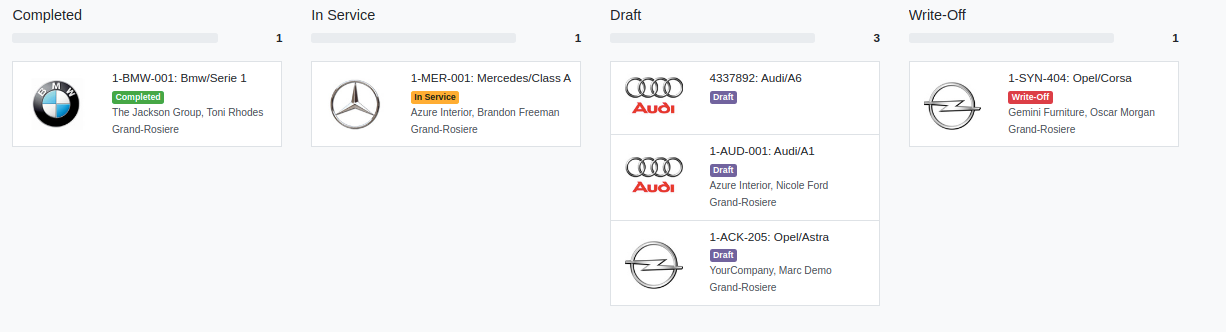 Completed
1
BMW
1-BMW-001: Bmw/Serie 1
Completed
The Jackson Group, Toni Rhodes
Grand-Rosiere
In Service
1
1-MER-001: Mercedes/Class A
In Service
Azure Interior, Brandon Freeman
Grand-Rosiere
Draft
3
Audi
4337892: Audi/A6
Draft
Audi
1-AUD-001: Audi/A1
Draft
Azure Interior, Nicole Ford
Grand-Rosiere
1-ACK-205: Opel/Astra
Draft
YourCompany, Marc Demo
Grand-Rosiere
Write-Off
1
1-SYN-404: Opel/Corsa
Write-Off
Gemini Furniture, Oscar Morgan
Grand-Rosiere